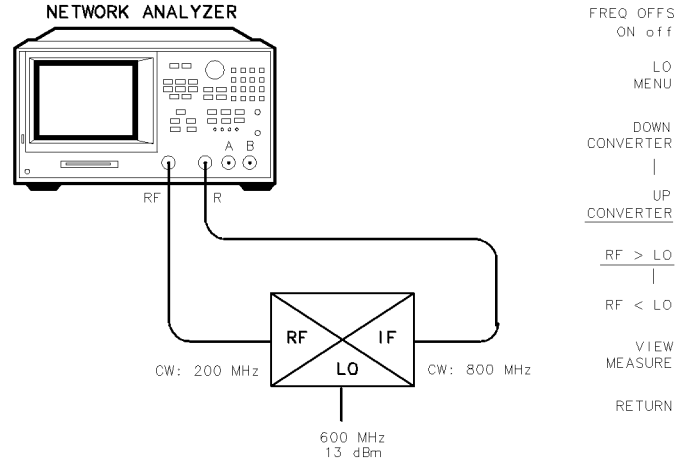 NETWORK ANALYZER
A B
RF
R
RF
IF
LO
CW: 200 MHz
CW: 800 MHz
600 MHz
13 dBm
FREQ OFFS
ON off
LO
MENU
DOWN
CONVERTER
UP
CONVERTER
RF > LO
RF < LO
VIEW
MEASURE
RETURN